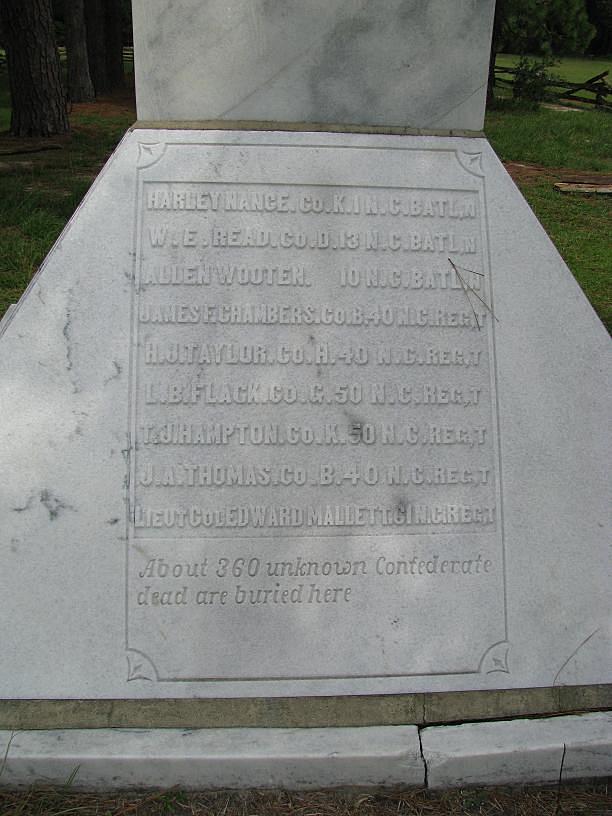 HARLEY NANCE. CO. K. 1 N. C. BATL,N
W. E. READ. CO. D. 13 N. C. BATL,N
ALLEN WOOTEN. 10 N. C. BATL,N
JAMES F. CHAMBERS. CO. B. 40 N. C. REG,T
H. J. TAYLOR. CO. H. 40 N. C. REG,T
L. B. FLACK. CO. G. 50 N. C. REG,T
T. J. HAMPTON. CO. K. 50 N. C. REG,T
J. A. THOMAS. CO. B. 40 N. C. REG,T
LIEUT COL EDWARD MALLETT. 61 N. C. REG,T
About 360 unknown Confederate
dead are buried here